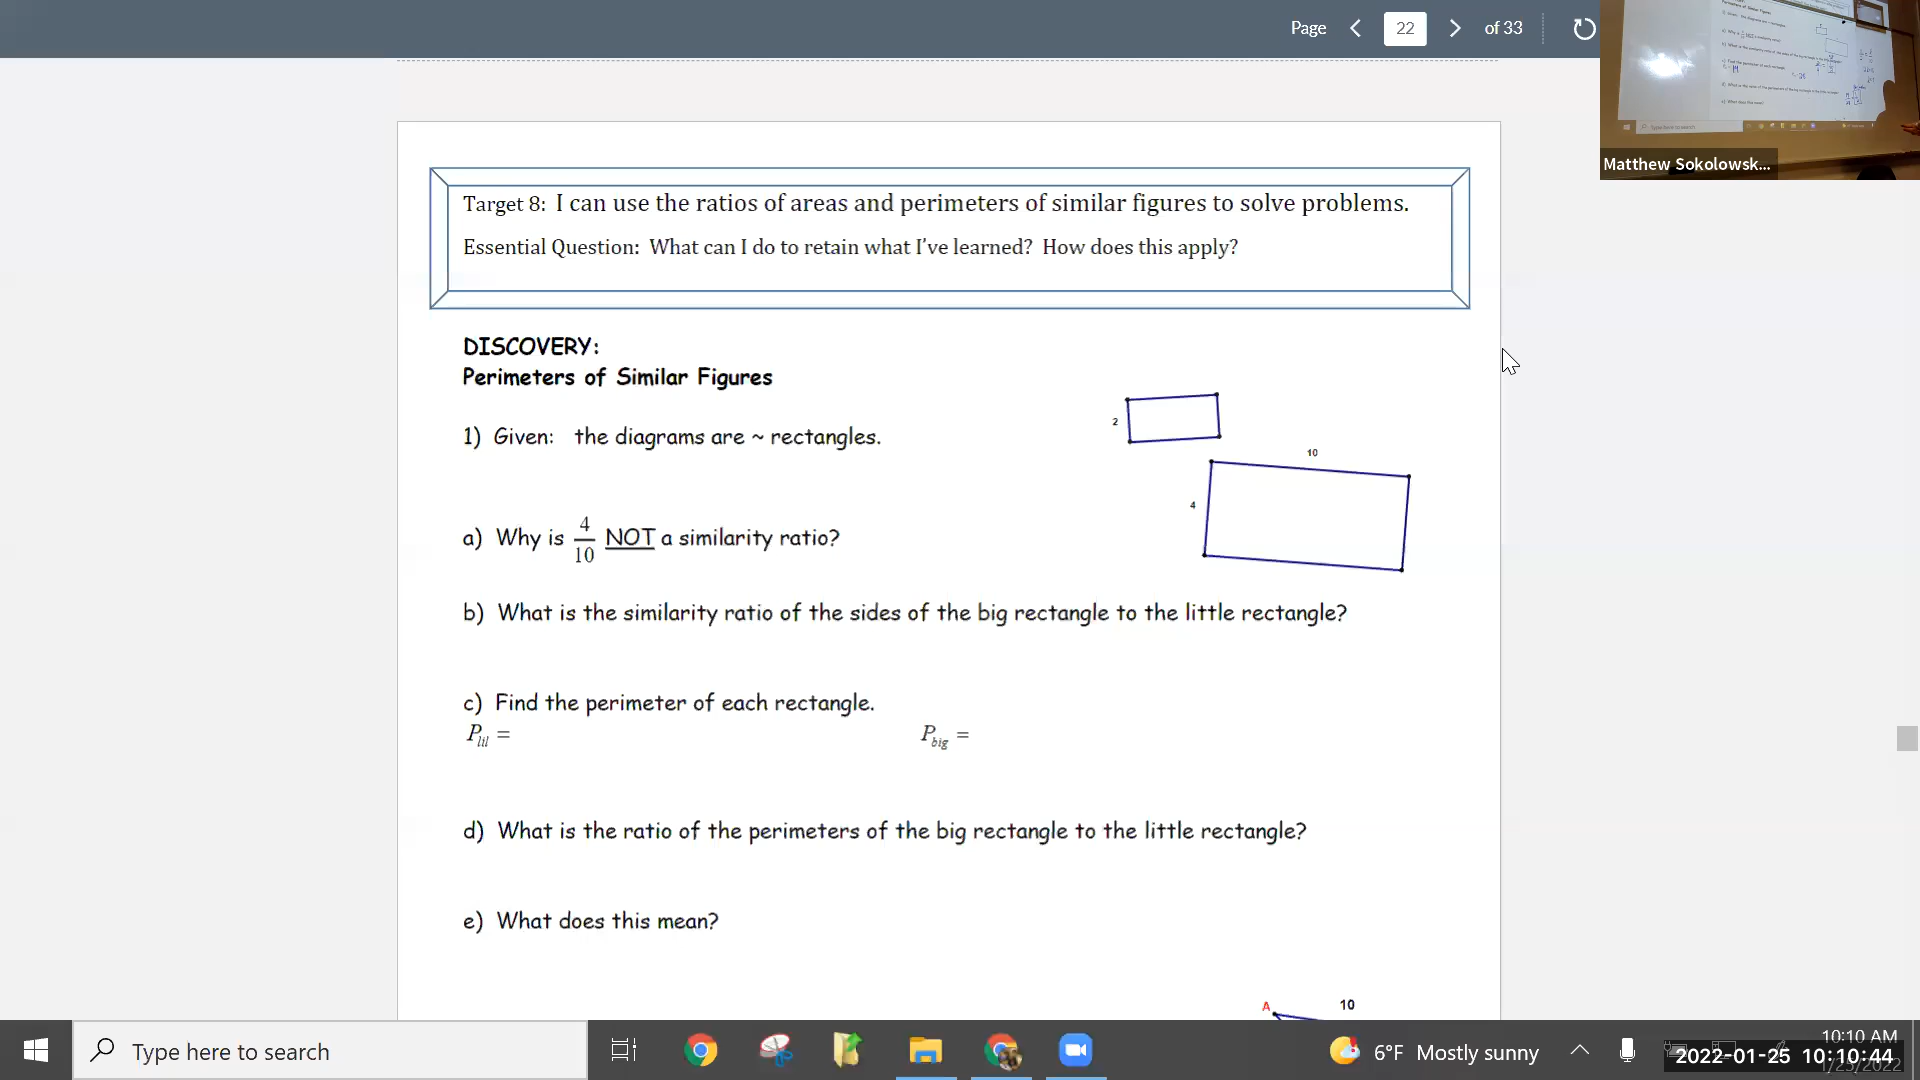 Page 22 of 33
Matthew Sokolowsk...
Target 8: I can use the ratios of areas and perimeters of similar figures to solve problems.
Essential Question: What can I do to retain what I've learned? How does this apply?
DISCOVERY:
Perimeters of Similar Figures
1) Given: the diagrams are ~ rectangles.
2
10
4
a) Why is 4/10 NOT a similarity ratio?
b) What is the similarity ratio of the sides of the big rectangle to the little rectangle?
c) Find the perimeter of each rectangle.
P lil =
P big =
d) What is the ratio of the perimeters of the big rectangle to the little rectangle?
e) What does this mean?
A
10
Type here to search
6°F Mostly sunny
10:10 AM
2022-01-25 10:10:44